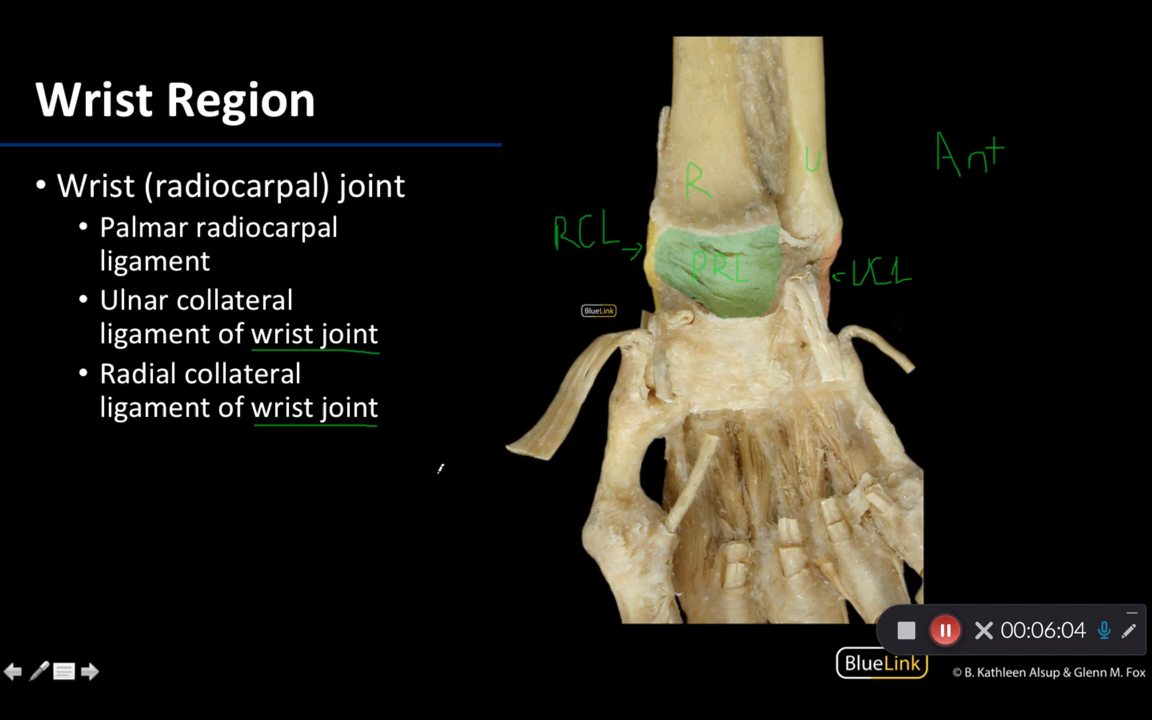 Wrist Region
• Wrist (radiocarpal) joint
• Palmar radiocarpal
ligament
• Ulnar collateral
ligament of wrist joint
• Radial collateral
ligament of wrist joint
Ant
R
U
RCL
PRL
UCL
BlueLink
00:06:04
BlueLink
© B. Kathleen Alsup & Glenn M. Fox